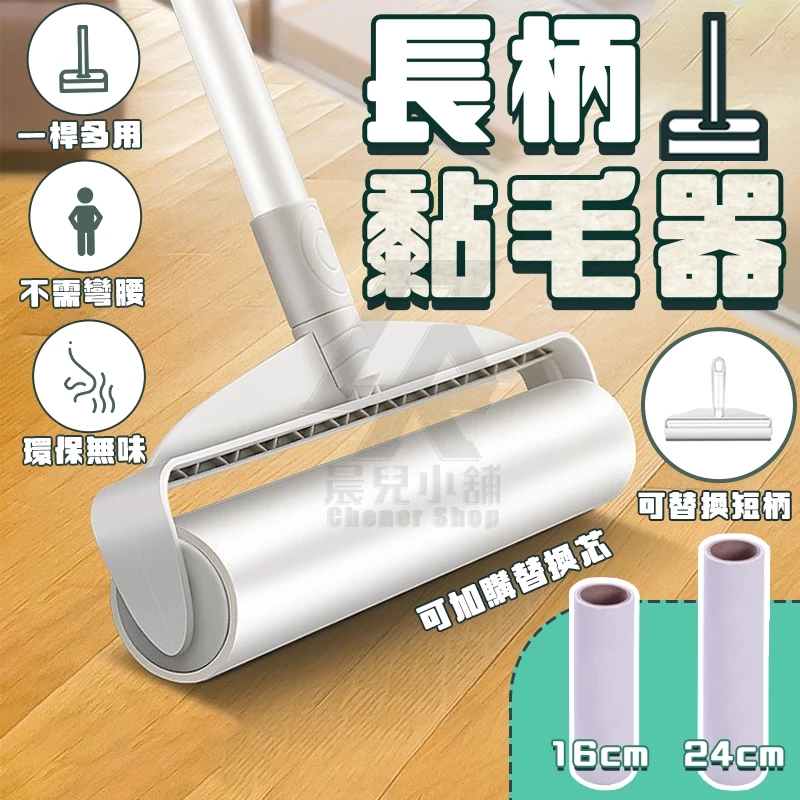 長柄
黏毛器
一桿多用
不需彎腰
環保無味
晨兒小舖
Chener Shop
可替換短柄
可加購替換芯
16cm
24cm